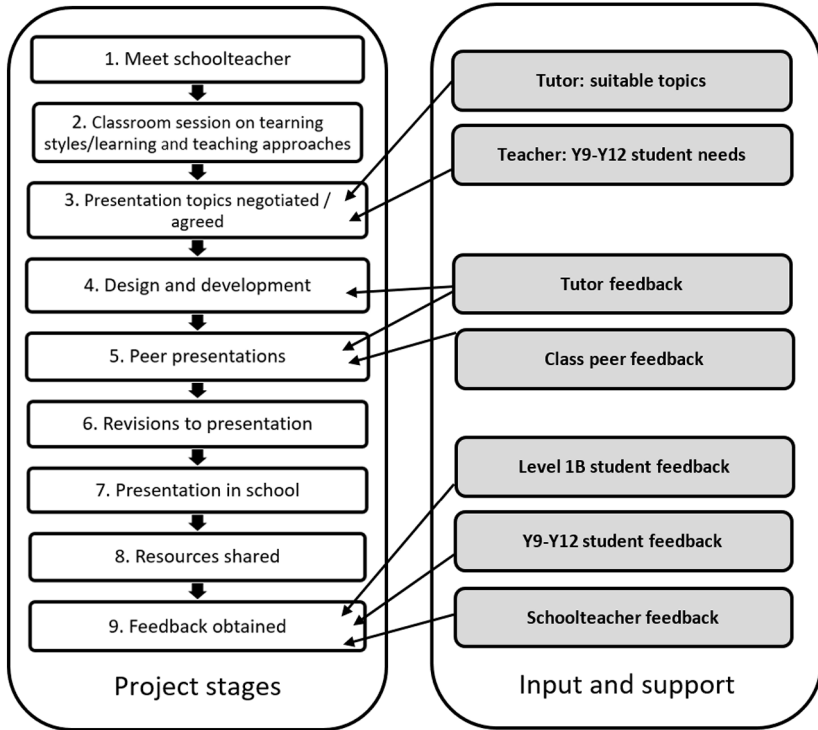 1. Meet schoolteacher
2. Classroom session on tearning
styles/learning and teaching approaches
3. Presentation topics negotiated /
agreed
4. Design and development
5. Peer presentations
6. Revisions to presentation
7. Presentation in school
8. Resources shared
9. Feedback obtained
Project stages
Tutor: suitable topics
Teacher: Y9-Y12 student needs
Tutor feedback
Class peer feedback
Level 1B student feedback
Y9-Y12 student feedback
Schoolteacher feedback
Input and support